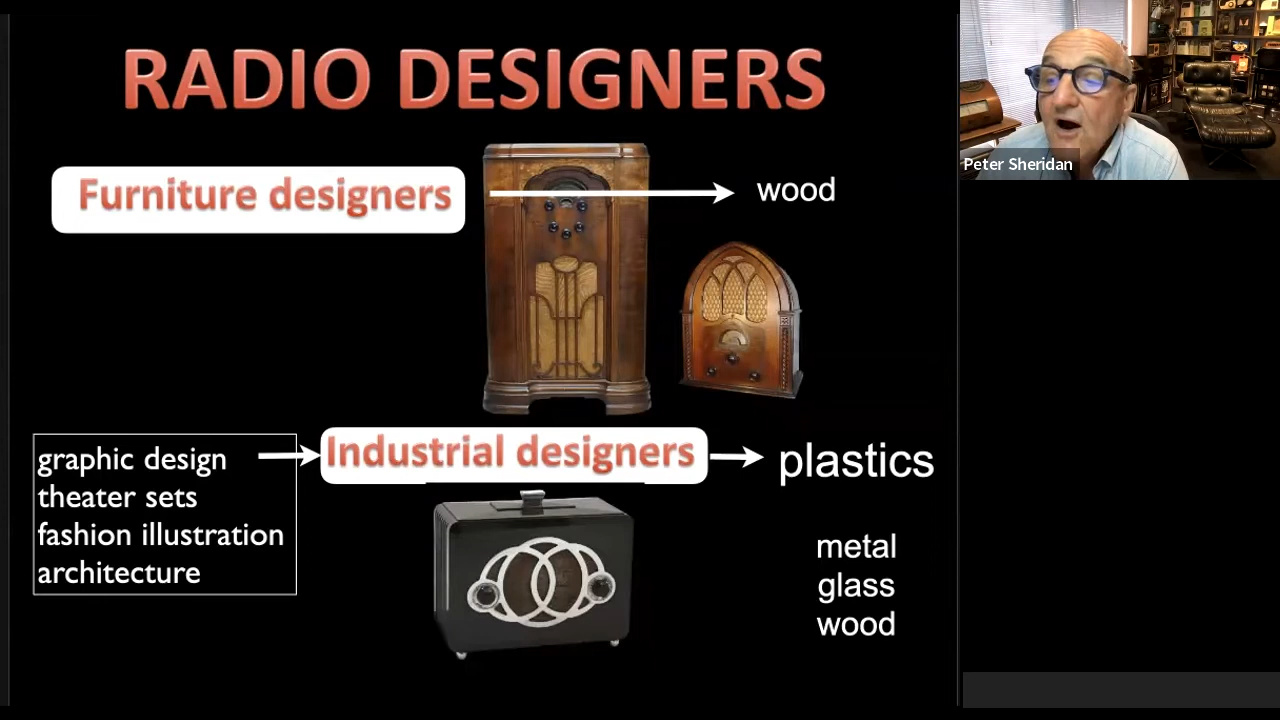 RADIO DESIGNERS
Peter Sheridan
Furniture designers
wood
graphic design
theater sets
fashion illustration
architecture
Industrial designers
plastics
metal
glass
wood